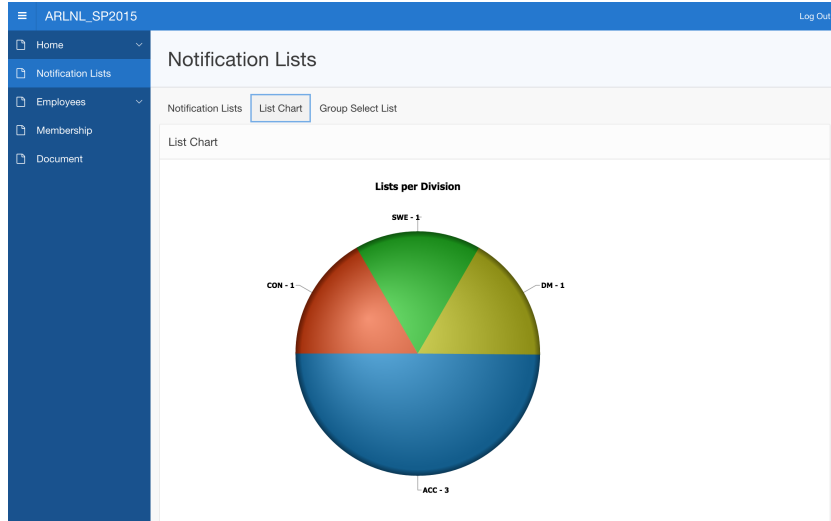 ARLNL_SP2015
Log Out
Home
Notification Lists
Employees
Membership
Document
Notification Lists
Notification Lists List Chart Group Select List
List Chart
Lists per Division
SWE - 1
CON - 1
DM - 1
ACC - 3